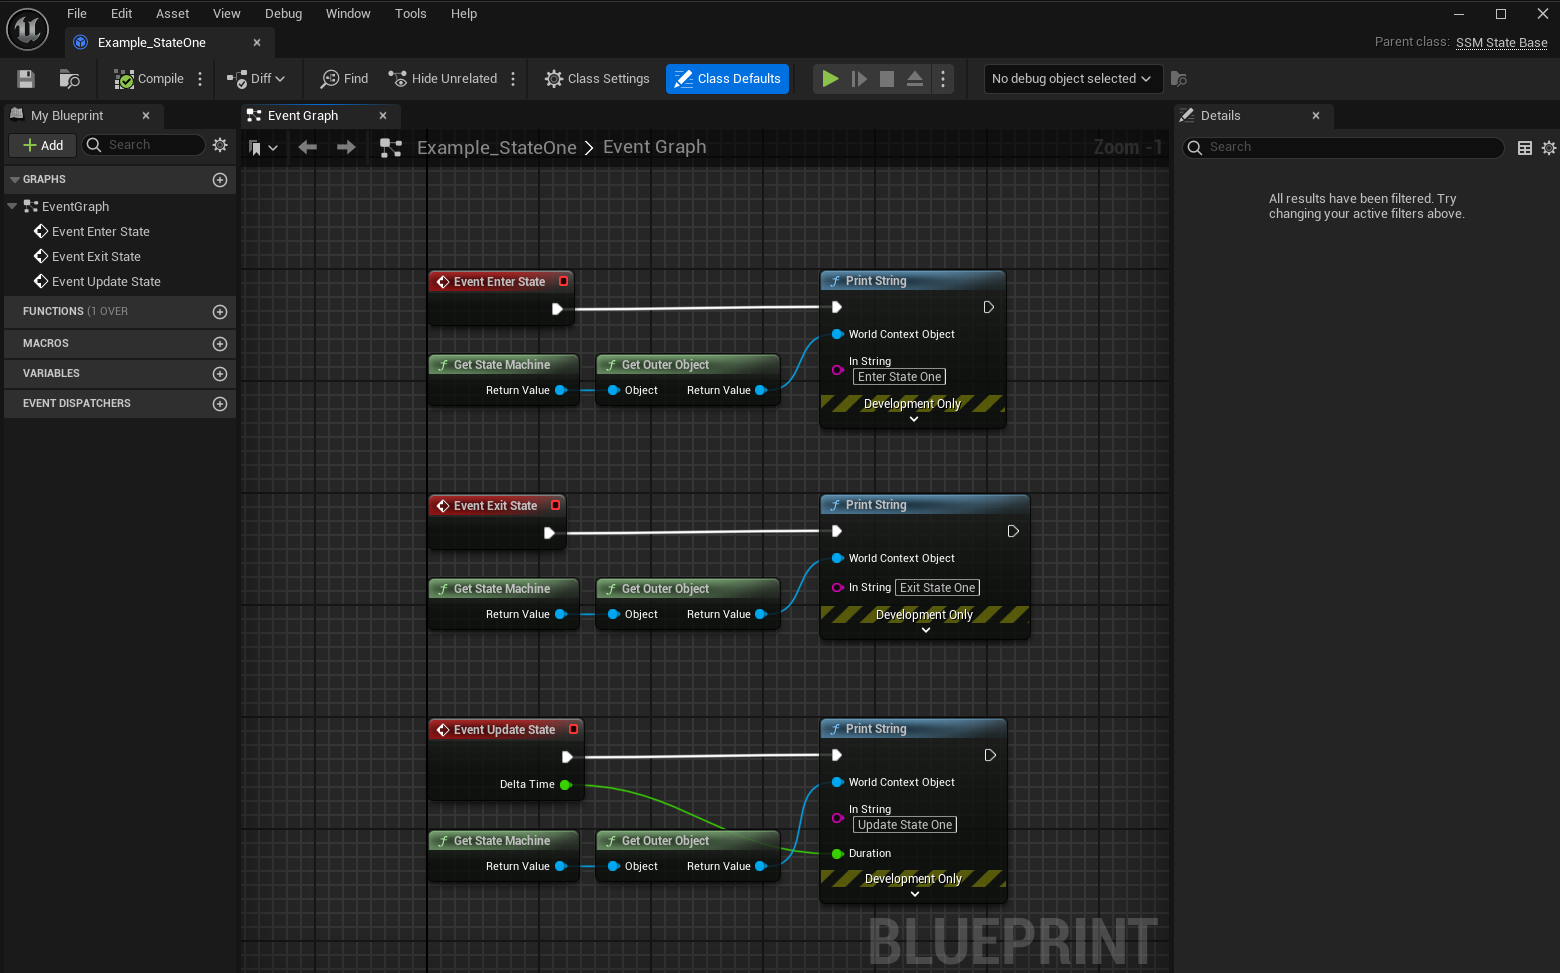 File Edit Asset View Debug Window Tools Help
Example_StateOne
Parent class: SSM State Base
Compile Diff Find Hide Unrelated Class Settings Class Defaults No debug object selected
My Blueprint
Event Graph
Details
Add Search
Example_StateOne > Event Graph
Zoom -1
Search
GRAPHS
EventGraph
Event Enter State
Event Exit State
Event Update State
FUNCTIONS (1 OVER
MACROS
VARIABLES
EVENT DISPATCHERS
All results have been filtered. Try
changing your active filters above.
Event Enter State
Get State Machine
Return Value
Get Outer Object
Object Return Value
Print String
World Context Object
In String
Enter State One
Development Only
Event Exit State
Get State Machine
Return Value
Get Outer Object
Object Return Value
Print String
World Context Object
In String Exit State One
Development Only
Event Update State
Delta Time
Get State Machine
Return Value
Get Outer Object
Object Return Value
Print String
World Context Object
In String
Update State One
Duration
Development Only
BLUEPRINT